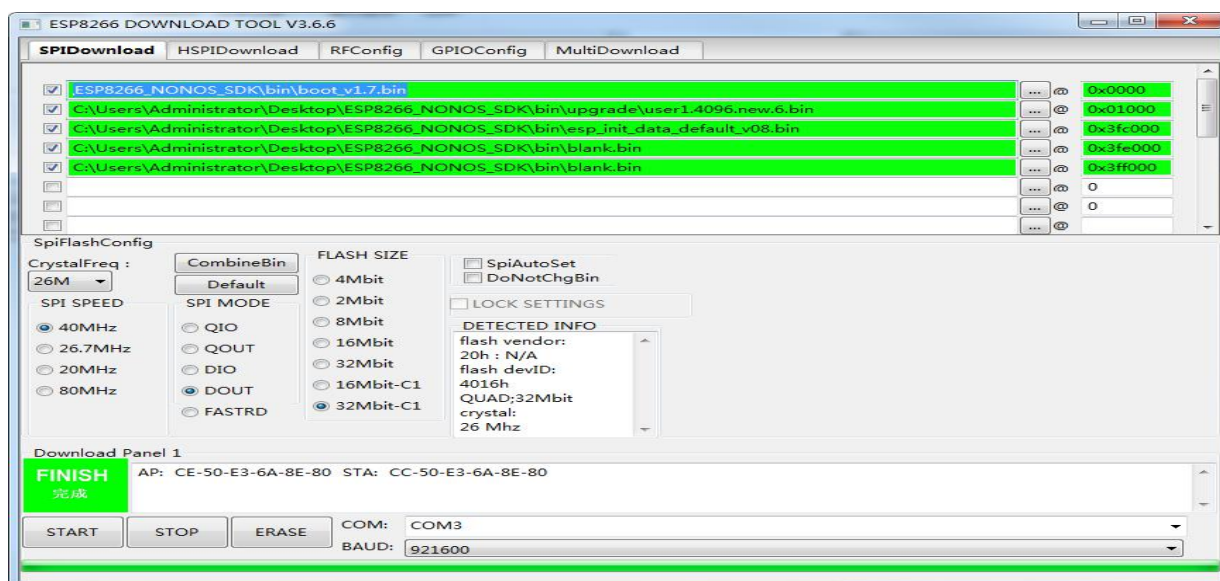 ESP8266 DOWNLOAD TOOL V3.6.6
SPIDownload HSPIDownload RFConfig GPIOConfig MultiDownload
ESP8266_NONOS_SDK\bin\boot_v1.7.bin ... @ 0x0000
C:\Users\Administrator\Desktop\ESP8266_NONOS_SDK\bin\upgrade\user1.4096.new.6.bin ... @ 0x01000
C:\Users\Administrator\Desktop\ESP8266_NONOS_SDK\bin\esp_init_data_default_v08.bin ... @ 0x3fc000
C:\Users\Administrator\Desktop\ESP8266_NONOS_SDK\bin\blank.bin ... @ 0x3fe000
C:\Users\Administrator\Desktop\ESP8266_NONOS_SDK\bin\blank.bin ... @ 0x3ff000
... @ 0
... @ 0
... @
SpiFlashConfig
CrystalFreq :
26M
CombineBin
Default
SPI SPEED
40MHz
26.7MHz
20MHz
80MHz
SPI MODE
QIO
QOUT
DIO
DOUT
FASTRD
FLASH SIZE
4Mbit
2Mbit
8Mbit
16Mbit
32Mbit
16Mbit-C1
32Mbit-C1
SpiAutoSet
DoNotChgBin
LOCK SETTINGS
DETECTED INFO
flash vendor:
20h : N/A
flash devID:
4016h
QUAD;32Mbit
crystal:
26 Mhz
Download Panel 1
FINISH
完成
AP: CE-50-E3-6A-8E-80 STA: CC-50-E3-6A-8E-80
START STOP ERASE
COM: COM3
BAUD: 921600